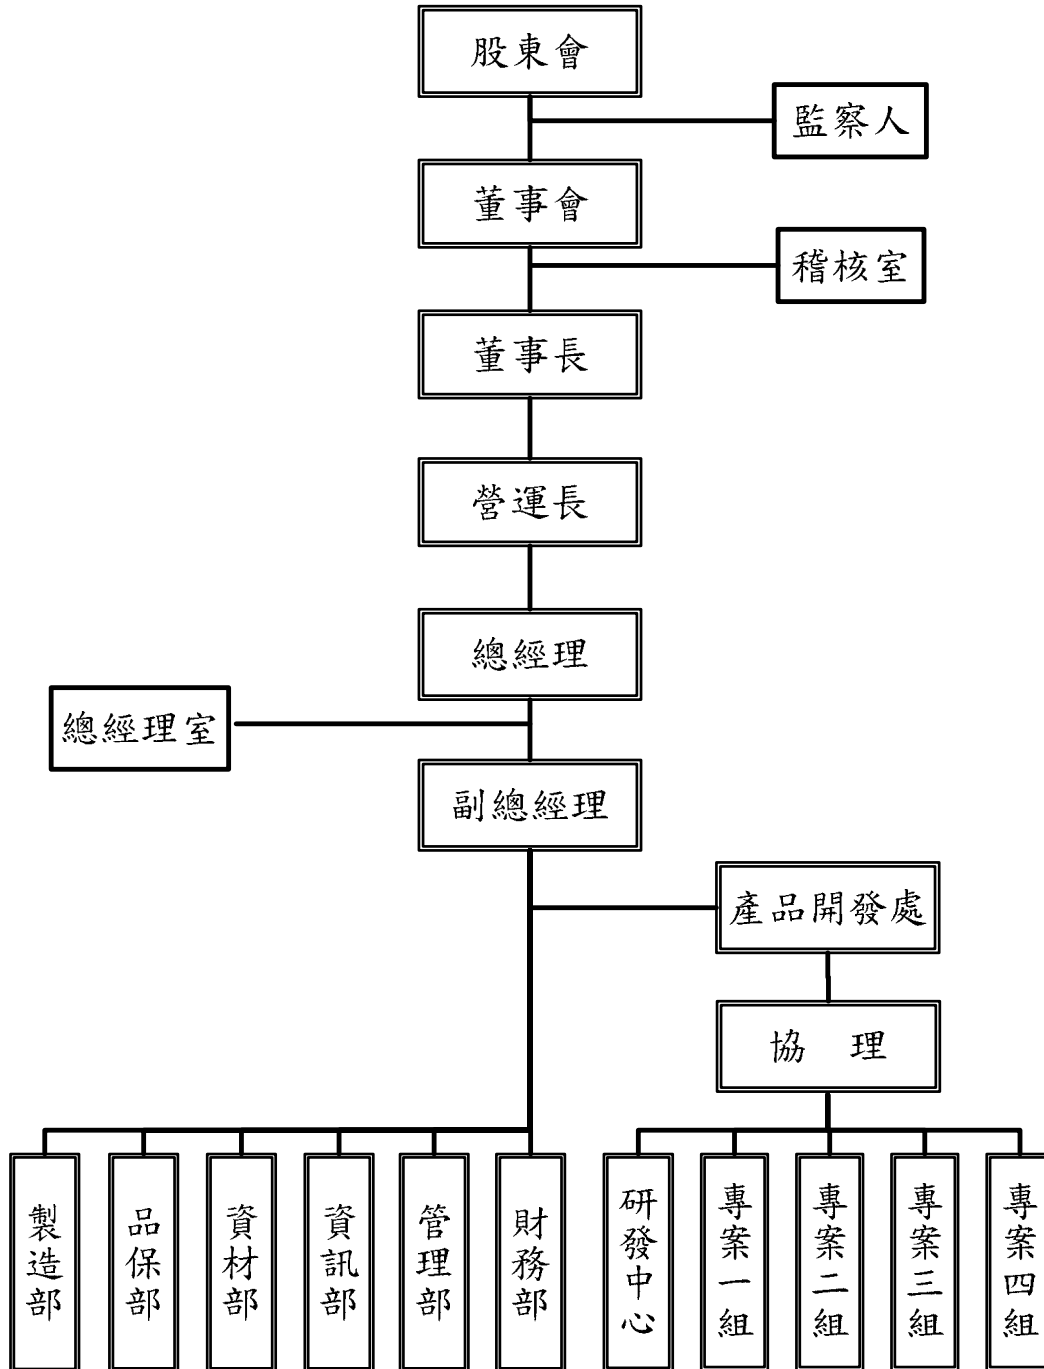 股東會
監察人
董事會
稽核室
董事長
營運長
總經理
總經理室
副總經理
產品開發處
協 理
製造部
品保部
資材部
資訊部
管理部
財務部
研發中心
專案一組
專案二組
專案三組
專案四組